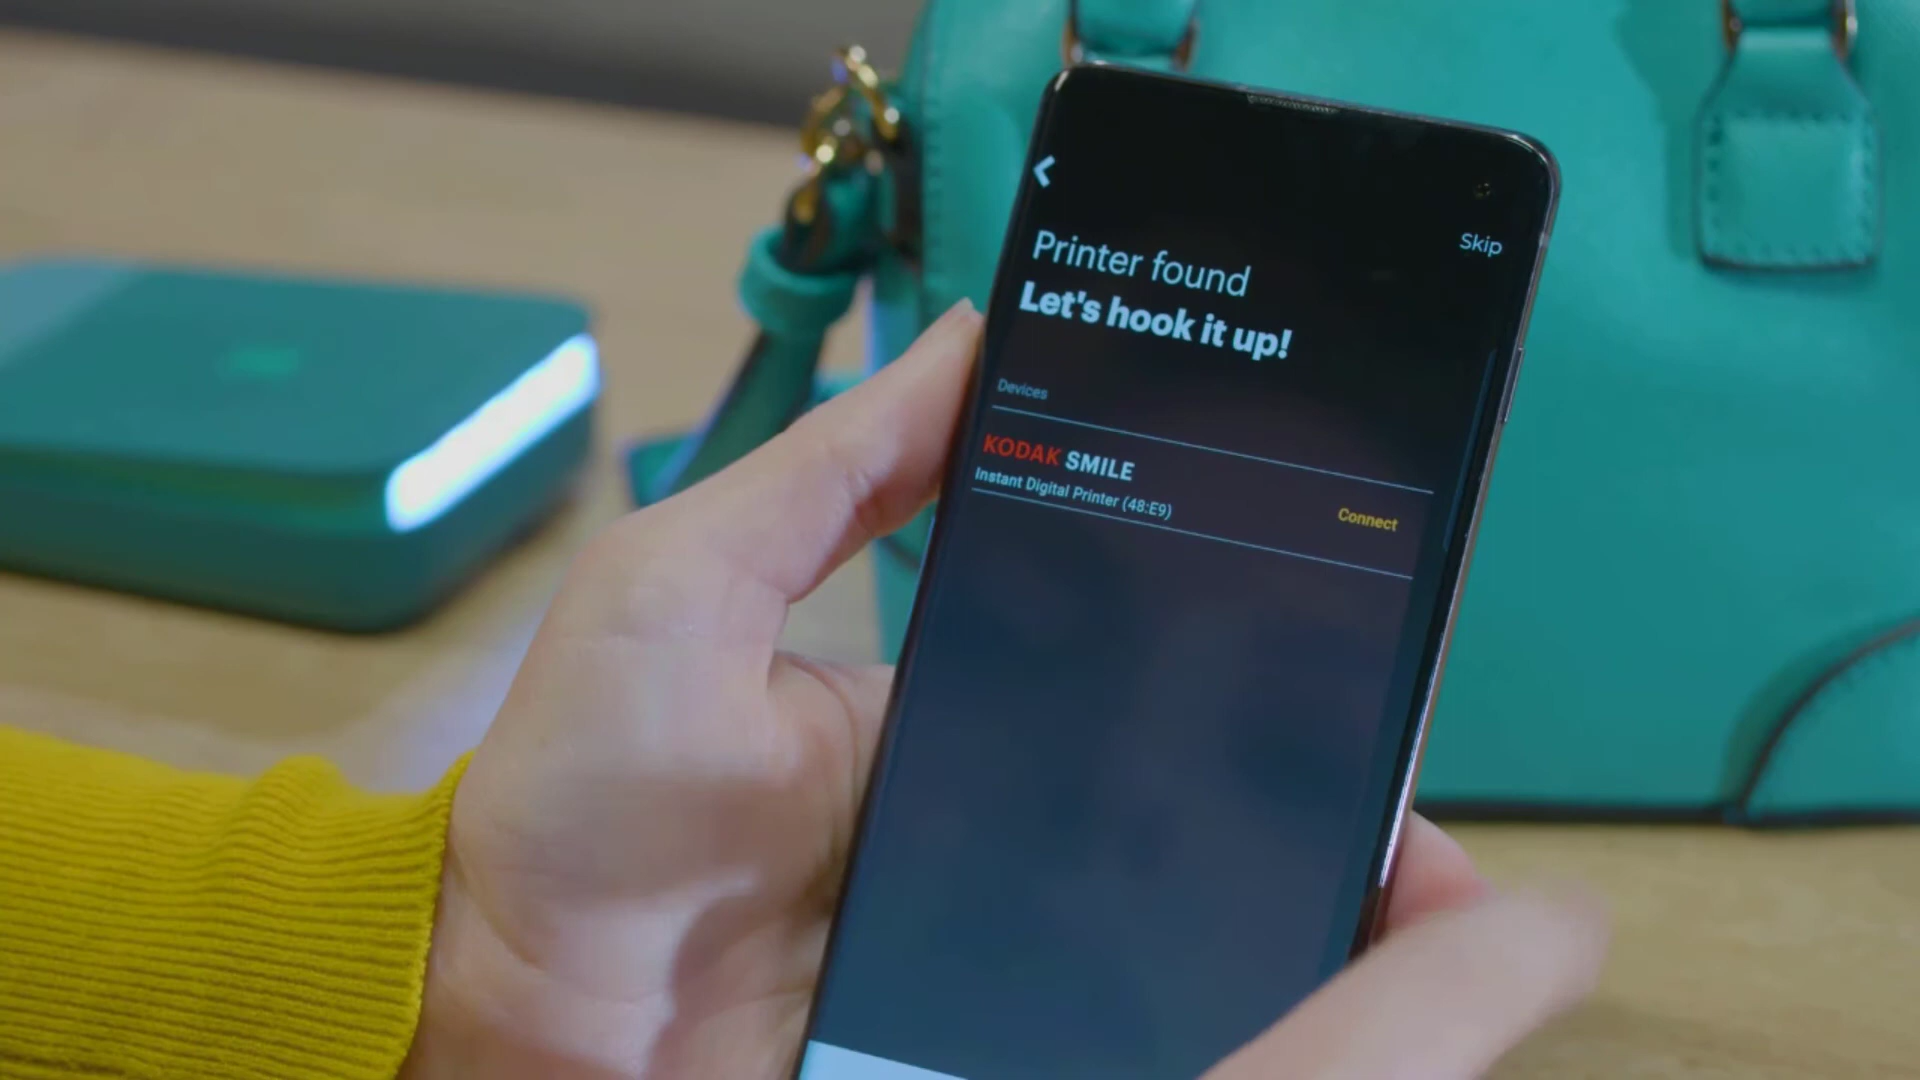 Skip
Printer found
Let's hook it up!
Devices
KODAK SMILE
Instant Digital Printer (48:E9)
Connect